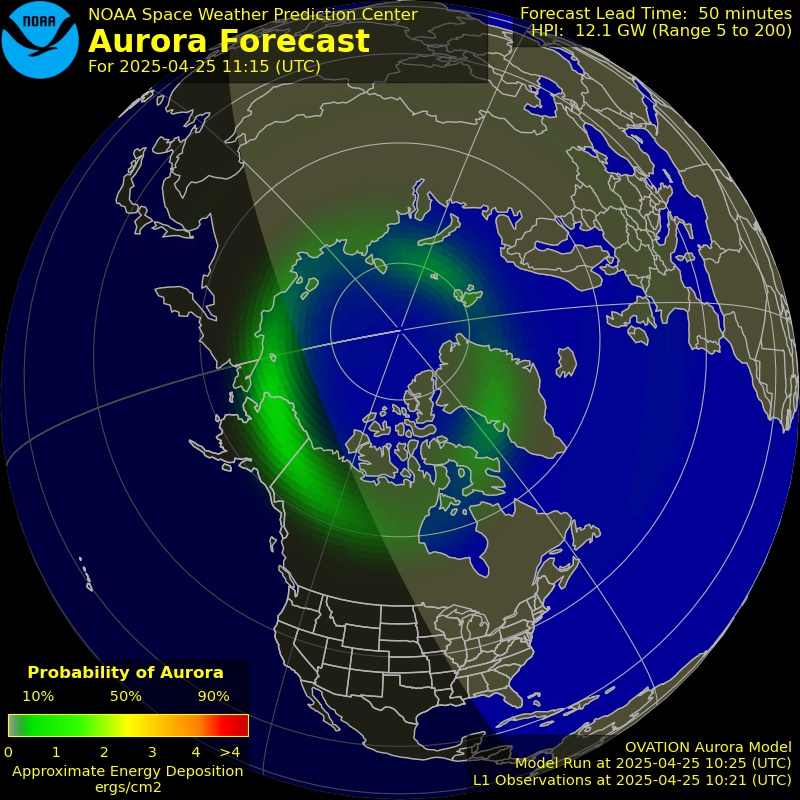 NOAA
NOAA Space Weather Prediction Center
Aurora Forecast
For 2025-04-25 11:15 (UTC)
Forecast Lead Time:  50 minutes
HPI:  12.1 GW (Range 5 to 200)
Probability of Aurora
10% 50% 90%
0 1 2 3 4 >4
Approximate Energy Deposition
ergs/cm2
OVATION Aurora Model
Model Run at 2025-04-25 10:25 (UTC)
L1 Observations at 2025-04-25 10:21 (UTC)